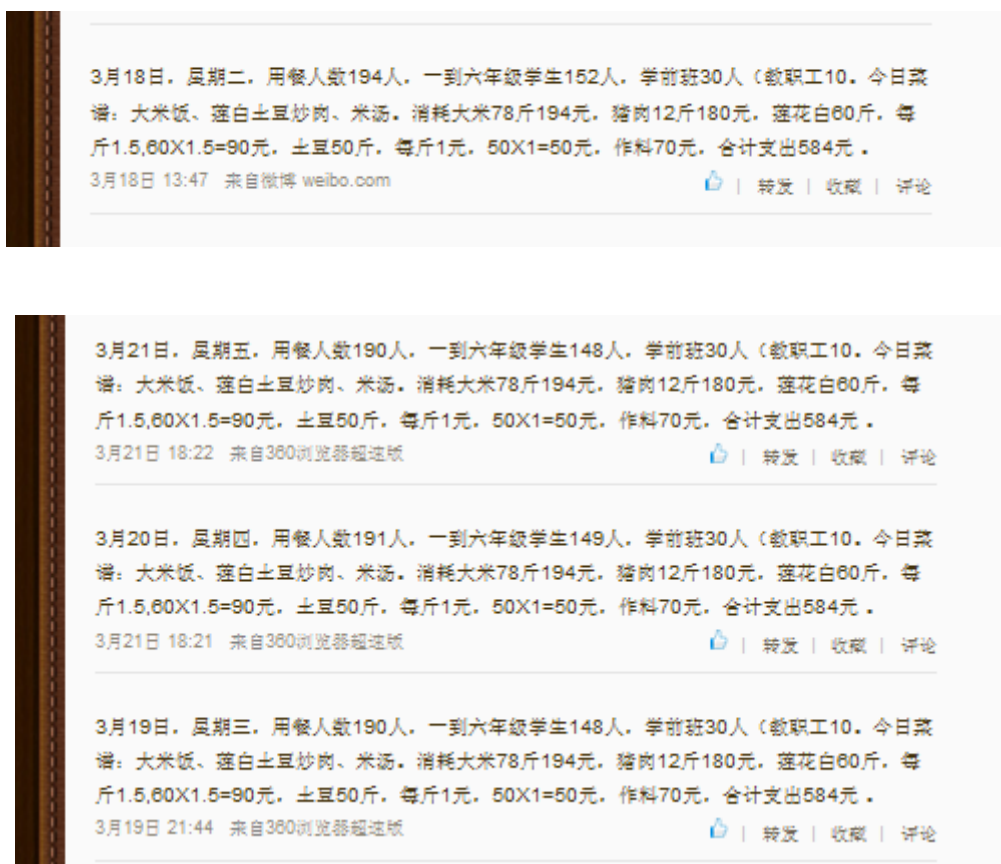 3月18日，星期二，用餐人数194人，一到六年级学生152人，学前班30人（教职工10。今日菜
谱：大米饭、莲白土豆炒肉、米汤。消耗大米78斤194元，猪肉12斤180元，莲花白60斤，每
斤1.5,60X1.5=90元，土豆50斤，每斤1元，50X1=50元，作料70元，合计支出584元 。
3月18日 13:47 来自微博 weibo.com
转发 | 收藏 | 评论
3月21日，星期五，用餐人数190人，一到六年级学生148人，学前班30人（教职工10。今日菜
谱：大米饭、莲白土豆炒肉、米汤。消耗大米78斤194元，猪肉12斤180元，莲花白60斤，每
斤1.5,60X1.5=90元，土豆50斤，每斤1元，50X1=50元，作料70元，合计支出584元 。
3月21日 18:22 来自360浏览器超速版
转发 | 收藏 | 评论
3月20日，星期四，用餐人数191人，一到六年级学生149人，学前班30人（教职工10。今日菜
谱：大米饭、莲白土豆炒肉、米汤。消耗大米78斤194元，猪肉12斤180元，莲花白60斤，每
斤1.5,60X1.5=90元，土豆50斤，每斤1元，50X1=50元，作料70元，合计支出584元 。
3月21日 18:21 来自360浏览器超速版
转发 | 收藏 | 评论
3月19日，星期三，用餐人数190人，一到六年级学生148人，学前班30人（教职工10。今日菜
谱：大米饭、莲白土豆炒肉、米汤。消耗大米78斤194元，猪肉12斤180元，莲花白60斤，每
斤1.5,60X1.5=90元，土豆50斤，每斤1元，50X1=50元，作料70元，合计支出584元 。
3月19日 21:44 来自360浏览器超速版
转发 | 收藏 | 评论